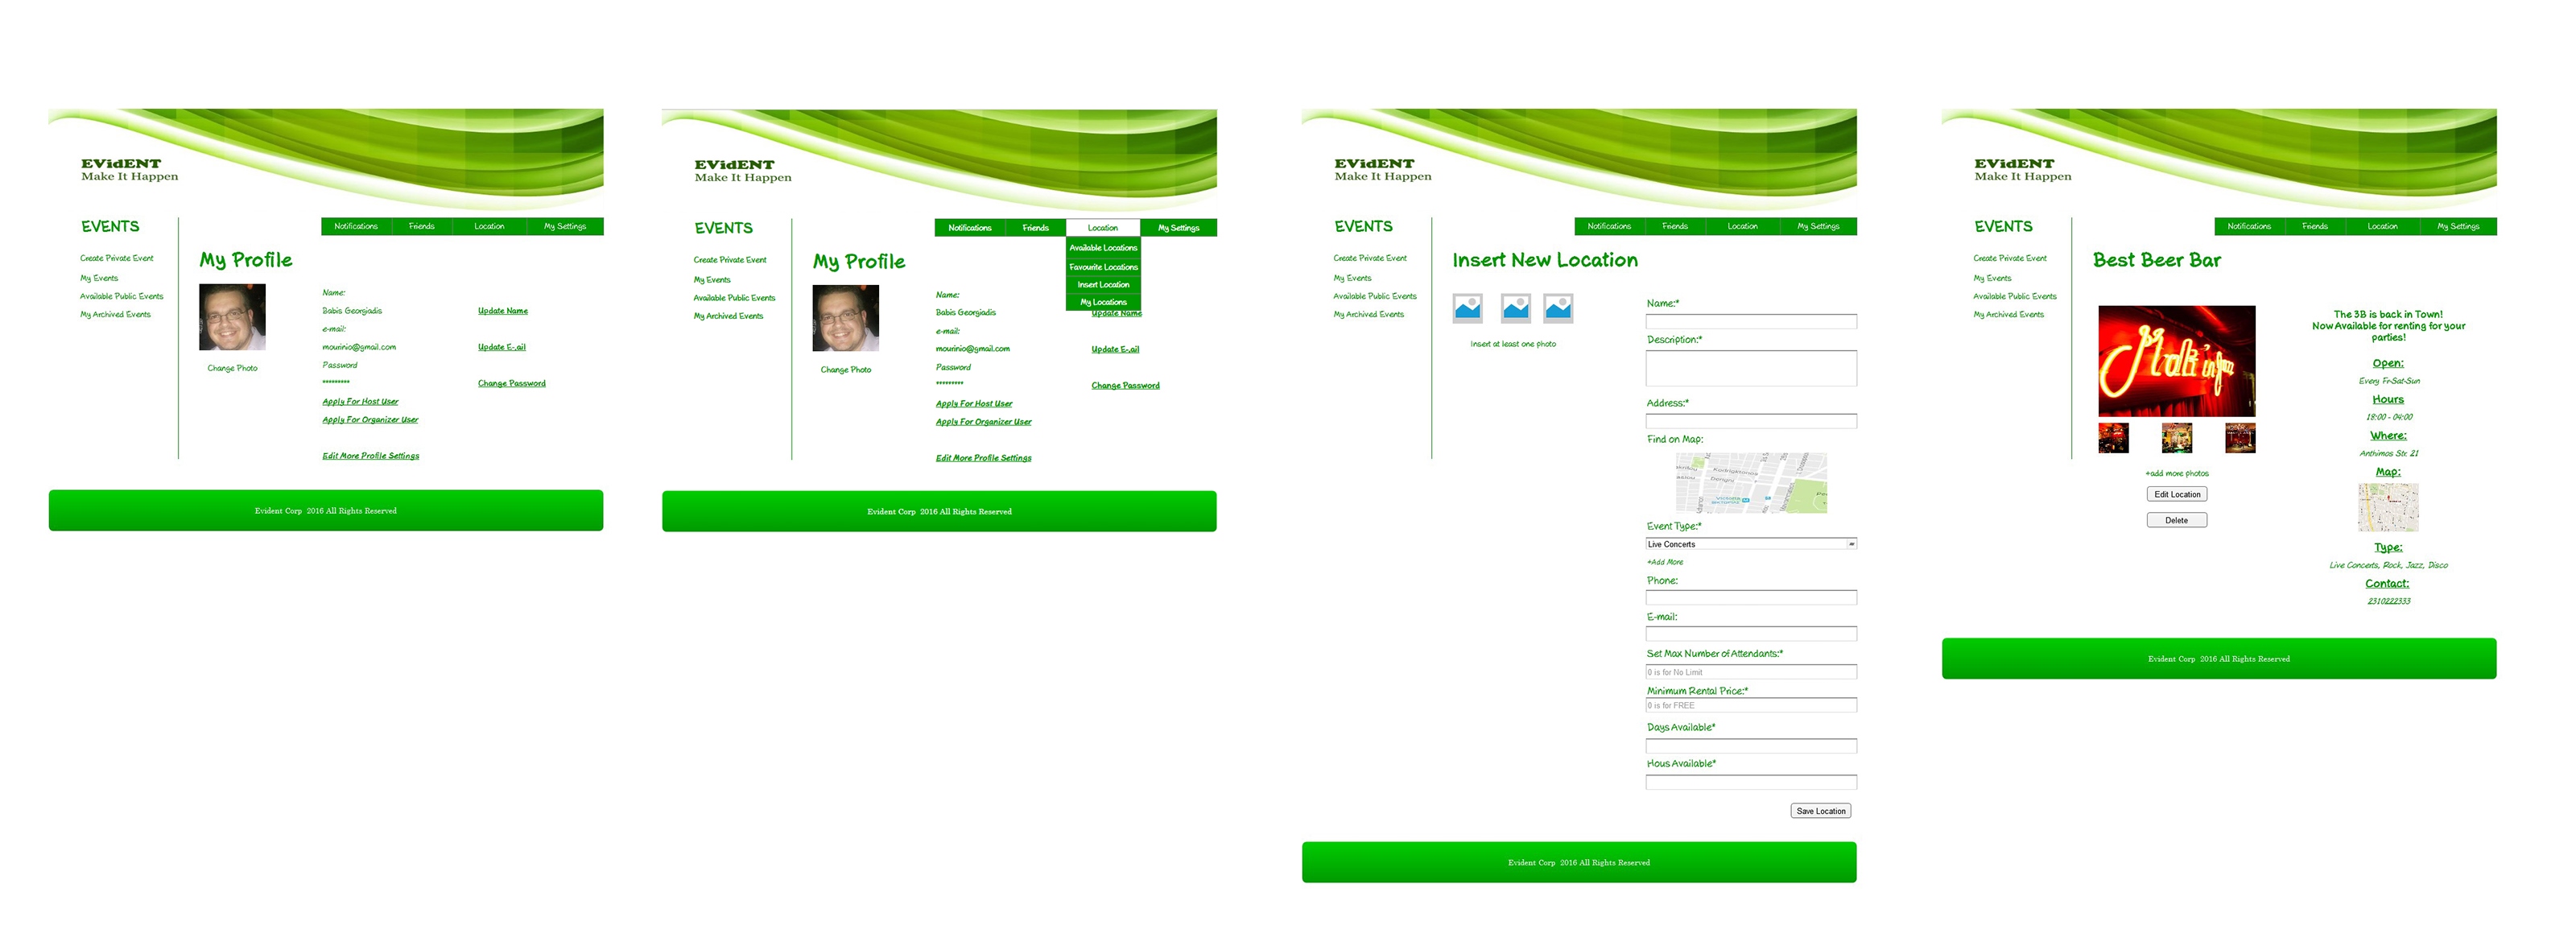 EVidENT
Make It Happen
EVENTS
Create Private Event
My Events
Available Public Events
My Archived Events
Notifications
Friends
Location
My Settings
My Profile
Change Photo
Name:
Babis Georgiadis
Update Name
e-mail:
mourinio@gmail.com
Update E-.ail
Password
*********
Change Password
Apply For Host User
Apply For Organizer User
Edit More Profile Settings
Evident Corp 2016 All Rights Reserved
EVidENT
Make It Happen
EVENTS
Create Private Event
My Events
Available Public Events
My Archived Events
Notifications
Friends
Location
My Settings
Available Locations
Favourite Locations
Insert Location
My Locations
My Profile
Change Photo
Name:
Babis Georgiadis
Update Name
e-mail:
mourinio@gmail.com
Update E-.ail
Password
*********
Change Password
Apply For Host User
Apply For Organizer User
Edit More Profile Settings
Evident Corp 2016 All Rights Reserved
EVidENT
Make It Happen
EVENTS
Create Private Event
My Events
Available Public Events
My Archived Events
Notifications
Friends
Location
My Settings
Insert New Location
Insert at least one photo
Name:*
Description:*
Address:*
Find on Map:
Event Type:*
Live Concerts
+Add More
Phone:
E-mail:
Set Max Number of Attendants:*
0 is for No Limit
Minimum Rental Price:*
0 is for FREE
Days Available*
Hous Available*
Save Location
Evident Corp 2016 All Rights Reserved
EVidENT
Make It Happen
EVENTS
Create Private Event
My Events
Available Public Events
My Archived Events
Notifications
Friends
Location
My Settings
Best Beer Bar
+add more photos
Edit Location
Delete
The 3B is back in Town!
Now Available for renting for your
parties!
Open:
Every Fr-Sat-Sun
Hours
18:00 - 04:00
Where:
Anthimos Str. 21
Map:
Type:
Live Concerts, Rock, Jazz, Disco
Contact:
2310222333
Evident Corp 2016 All Rights Reserved